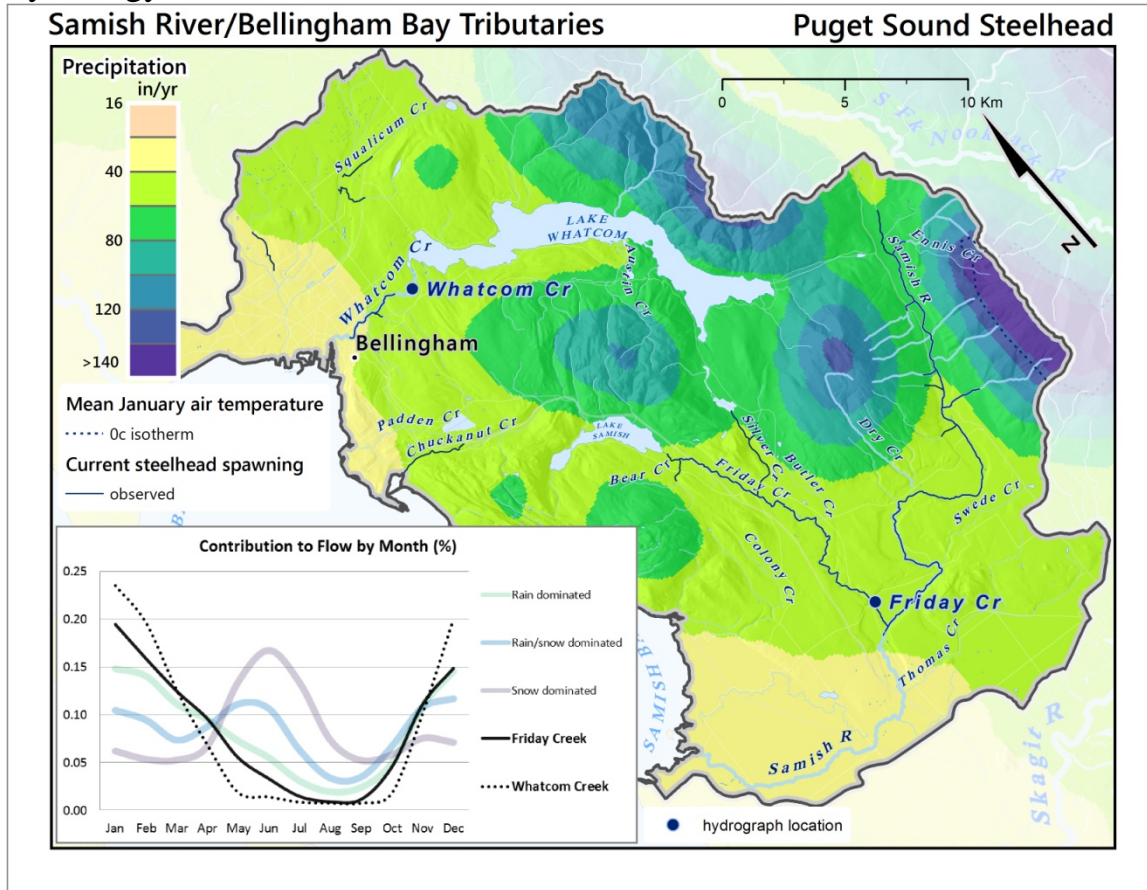 Samish River/Bellingham Bay Tributaries
Puget Sound Steelhead
Precipitation
in/yr
16
40
80
120
>140
Mean January air temperature
0c isotherm
Current steelhead spawning
observed
0 5 10 Km
N
S Fk Nooksack R
Squalicum Cr
LAKE
WHATCOM
Whatcom Cr
Whatcom Cr
Bellingham
Austin Cr
Samish R
Ennis Cr
Padden Cr
Chuckanut Cr
LAKE
SAMISH
Bear Cr
Friday Cr
Silver Cr
Butler Cr
Dry Cr
Swede Cr
Colony Cr
Friday Cr
Thomas Cr
SAMISH B.
Samish R
Skagit R
B.
hydrograph location
Contribution to Flow by Month (%)
0.25
0.20
0.15
0.10
0.05
0.00
Jan Feb Mar Apr May Jun Jul Aug Sep Oct Nov Dec
Rain dominated
Rain/snow dominated
Snow dominated
Friday Creek
Whatcom Creek